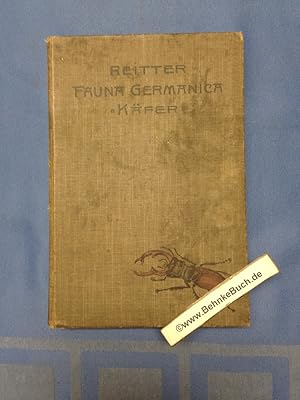 REITTER
FAUNA GERMANICA
• KÄFER •
©www.BehnkeBuch.de